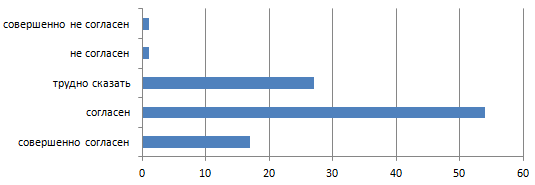 совершенно не согласен
не согласен
трудно сказать
согласен
совершенно согласен
0 10 20 30 40 50 60